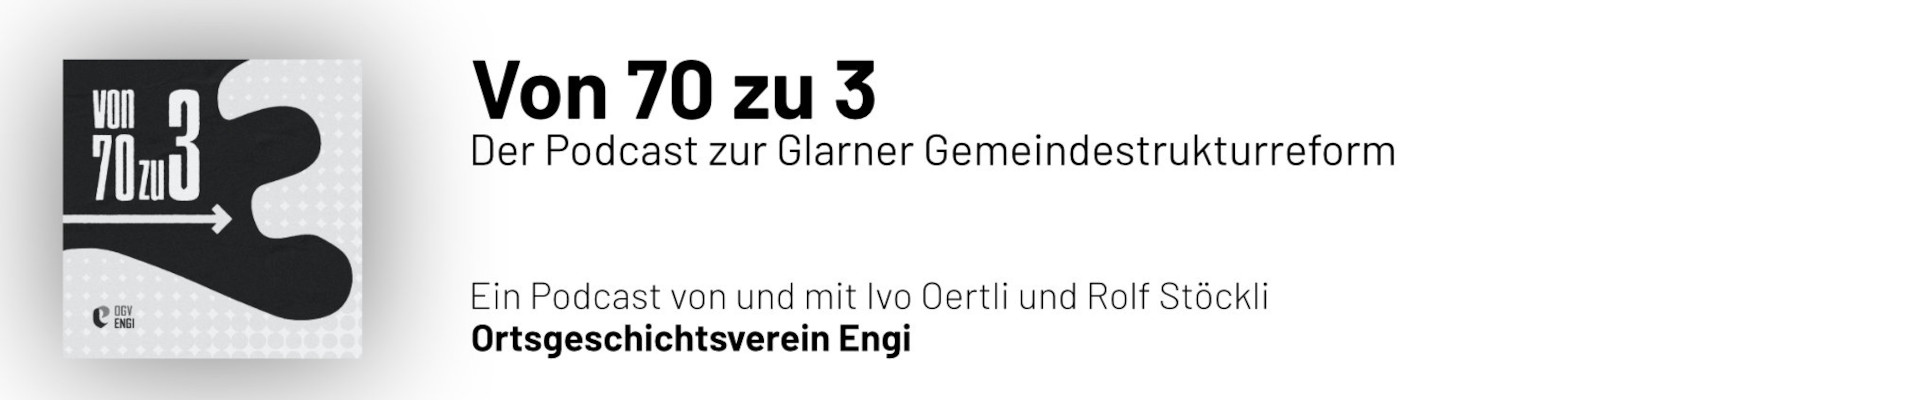 VON
70 ZU 3
OGV
ENGI
Von 70 zu 3
Der Podcast zur Glarner Gemeindestrukturreform
Ein Podcast von und mit Ivo Oertli und Rolf Stöckli
Ortsgeschichtsverein Engi